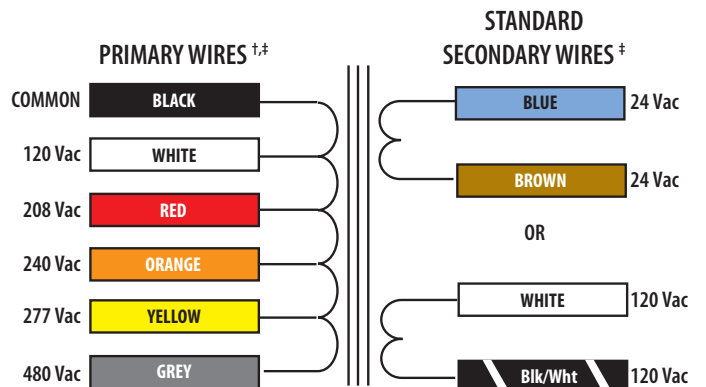 PRIMARY WIRES †,‡
COMMON BLACK
120 Vac WHITE
208 Vac RED
240 Vac ORANGE
277 Vac YELLOW
480 Vac GREY
STANDARD
SECONDARY WIRES ‡
BLUE 24 Vac
BROWN 24 Vac
OR
WHITE 120 Vac
Blk/Wht 120 Vac